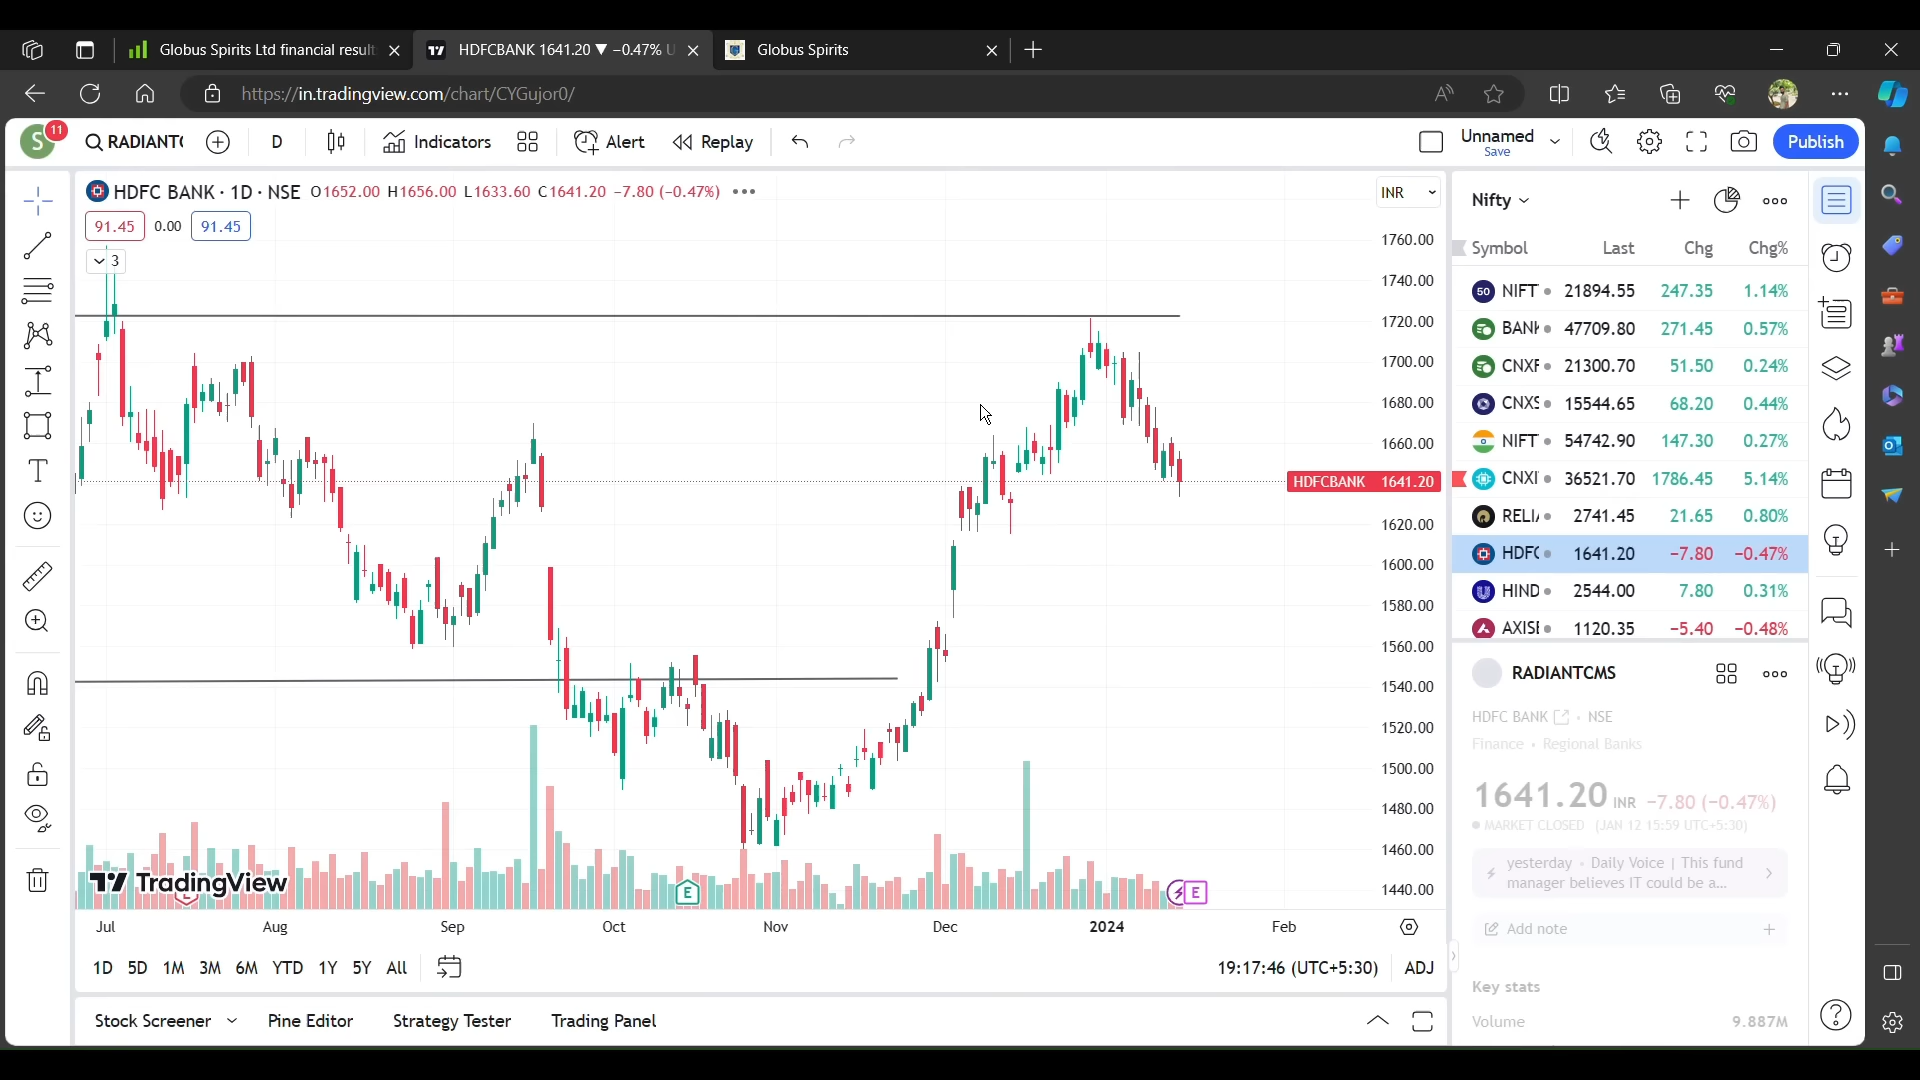 Globus Spirits Ltd financial result
HDFCBANK 1641.20 ▼ −0.47% U
Globus Spirits
https://in.tradingview.com/chart/CYGujor0/
S 11
RADIANTC
D
Indicators
Alert
Replay
Unnamed
Save
Publish
HDFC BANK · 1D · NSE O1652.00 H1656.00 L1633.60 C1641.20 −7.80 (−0.47%)
INR
91.45 0.00 91.45
3
1760.00
1740.00
1720.00
1700.00
1680.00
1660.00
HDFCBANK 1641.20
1620.00
1600.00
1580.00
1560.00
1540.00
1520.00
1500.00
1480.00
1460.00
1440.00
TradingView
E
E
E
Jul Aug Sep Oct Nov Dec 2024 Feb
1D 5D 1M 3M 6M YTD 1Y 5Y All
19:17:46 (UTC+5:30) ADJ
Stock Screener Pine Editor Strategy Tester Trading Panel
Nifty
Symbol Last Chg Chg%
50 NIFT 21894.55 247.35 1.14%
BANK 47709.80 271.45 0.57%
CNXF 21300.70 51.50 0.24%
CNXS 15544.65 68.20 0.44%
NIFT 54742.90 147.30 0.27%
CNXI 36521.70 1786.45 5.14%
RELI 2741.45 21.65 0.80%
HDFC 1641.20 −7.80 −0.47%
HIND 2544.00 7.80 0.31%
AXISI 1120.35 −5.40 −0.48%
RADIANTCMS
HDFC BANK · NSE
Finance · Regional Banks
1641.20 INR −7.80 (−0.47%)
MARKET CLOSED (JAN 12 15:59 UTC+5:30)
yesterday · Daily Voice | This fund
manager believes IT could be a...
Add note
Key stats
Volume 9.887M